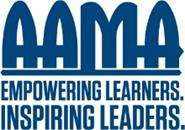 AAMA
EMPOWERING LEARNERS.
INSPIRING LEADERS.